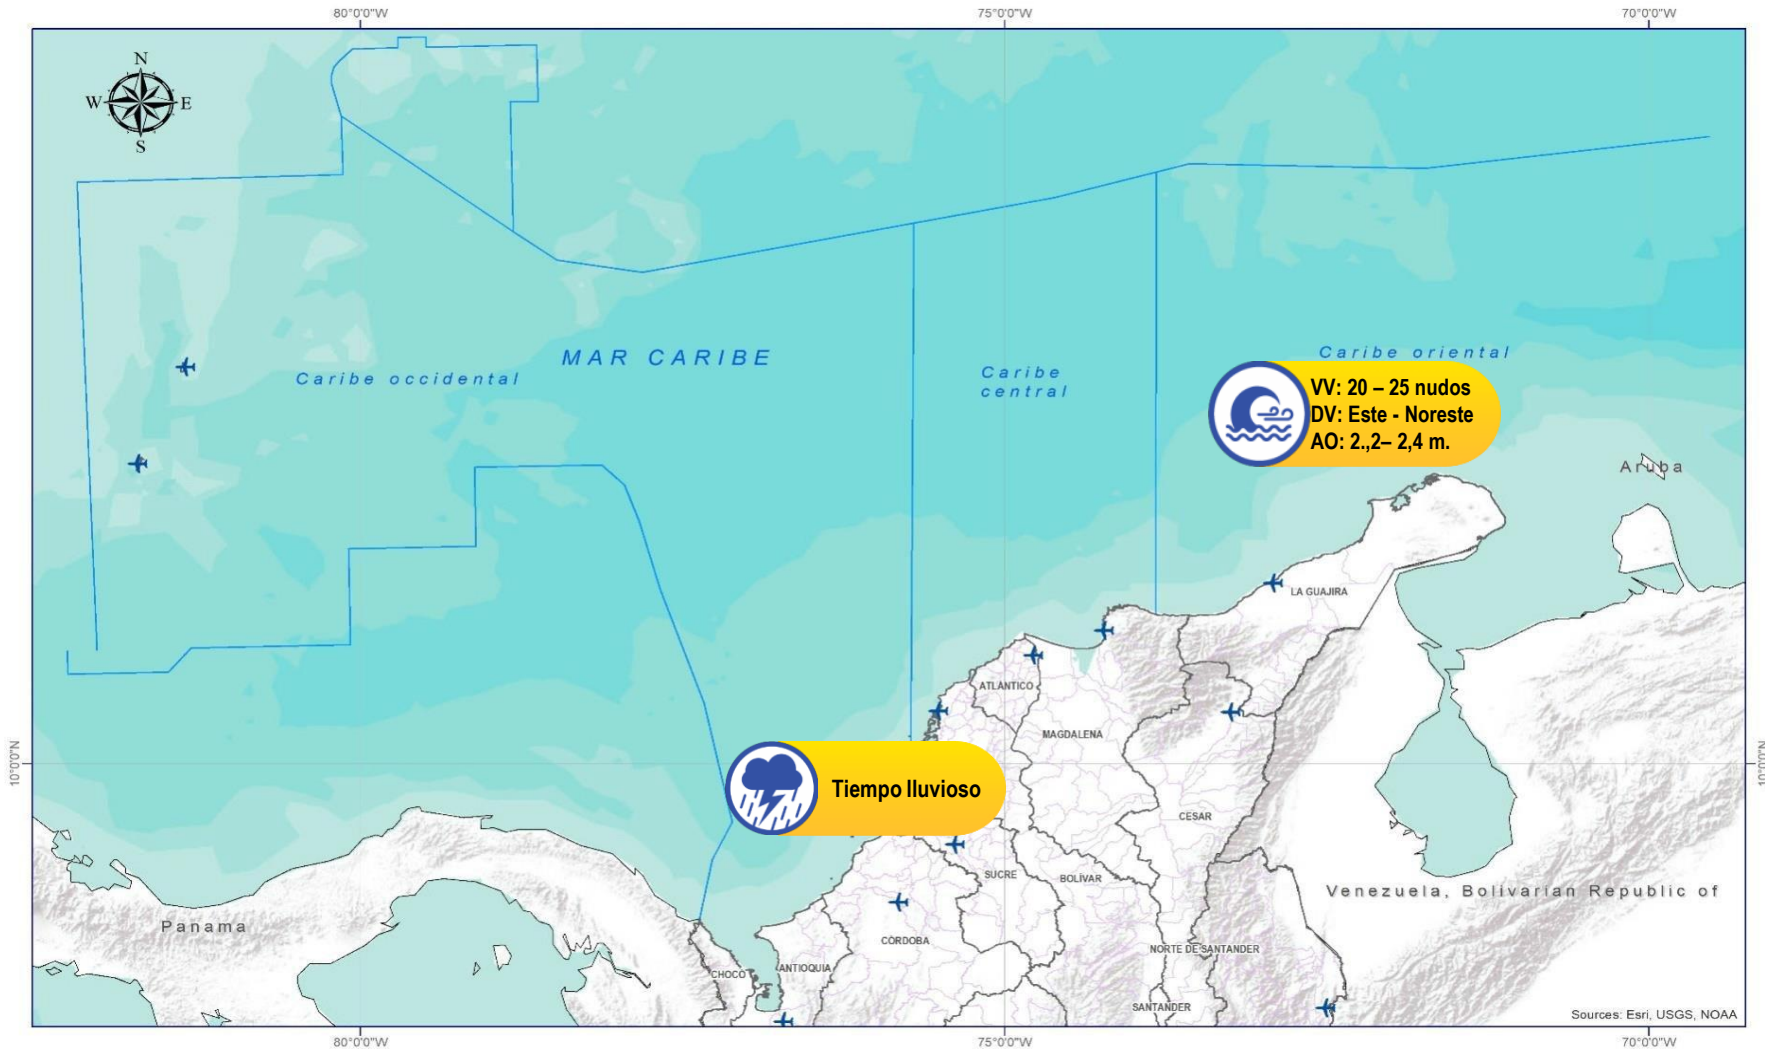 80°0'0"W
75°0'0"W
70°0'0"W
N
W
E
S
MAR CARIBE
Caribe occidental
Caribe
central
Caribe oriental
VV: 20 – 25 nudos
DV: Este - Noreste
AO: 2.,2– 2,4 m.
Aruba
LA GUAJIRA
ATLANTICO
MAGDALENA
10°0'0"N
10°0'0"N
Tiempo lluvioso
CESAR
SUCRE
BOLÍVAR
Venezuela, Bolivarian Republic of
Panama
CÓRDOBA
NORTE DE SANTANDER
CHOCO
ANTIOQUIA
SANTANDER
Sources: Esri, USGS, NOAA
80°0'0"W
75°0'0"W
70°0'0"W